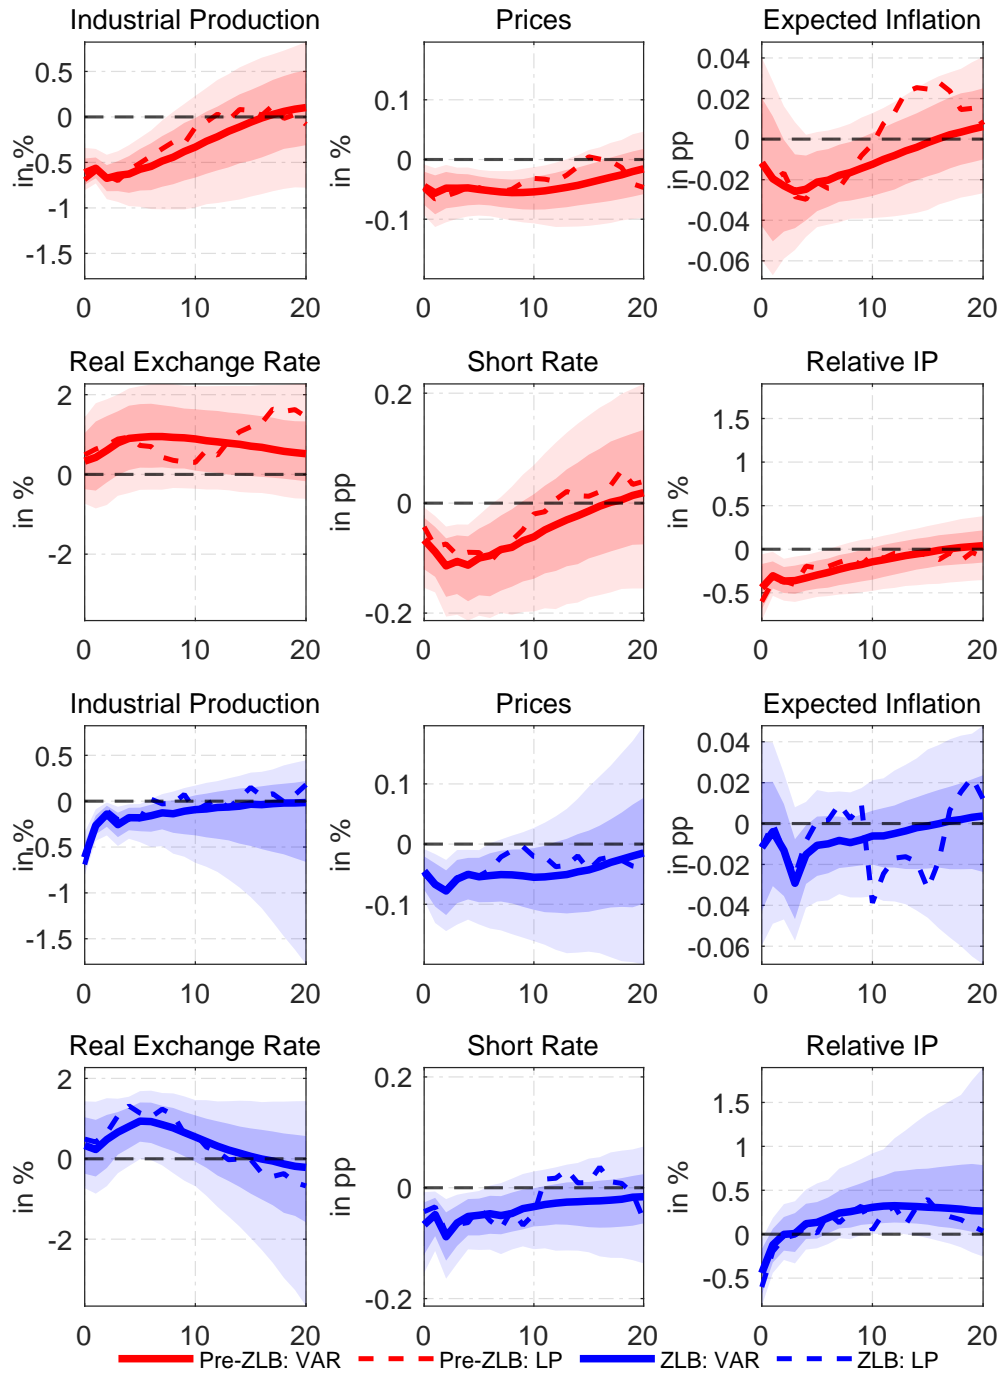 Industrial Production Prices Expected Inflation
in % 0.5 0 -0.5 -1 -1.5 0 10 20
in % 0.1 0 -0.1 0 10 20
in pp 0.04 0.02 0 -0.02 -0.04 -0.06 0 10 20
Real Exchange Rate Short Rate Relative IP
in % 2 0 -2 0 10 20
in pp 0.2 0 -0.2 0 10 20
in % 1.5 1 0.5 0 -0.5 0 10 20
Industrial Production Prices Expected Inflation
in % 0.5 0 -0.5 -1 -1.5 0 10 20
in % 0.1 0 -0.1 0 10 20
in pp 0.04 0.02 0 -0.02 -0.04 -0.06 0 10 20
Real Exchange Rate Short Rate Relative IP
in % 2 0 -2 0 10 20
in pp 0.2 0 -0.2 0 10 20
in % 1.5 1 0.5 0 -0.5 0 10 20
Pre-ZLB: VAR Pre-ZLB: LP ZLB: VAR ZLB: LP